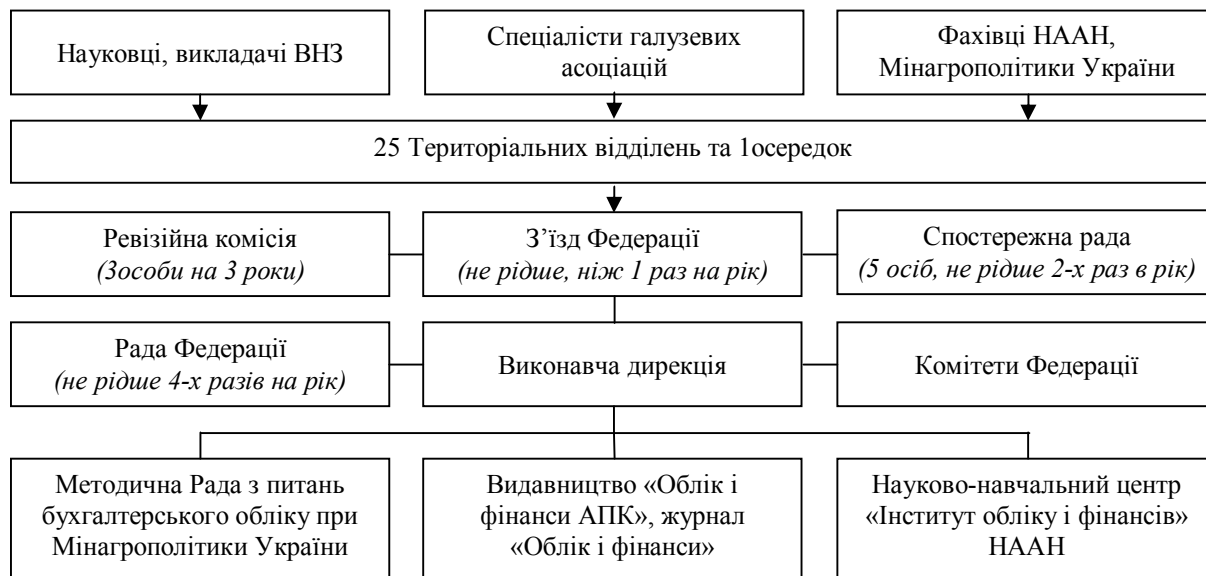 Науковці, викладачі ВНЗ
Спеціалісти галузевих
асоціацій
Фахівці НААН,
Мінагрополітики України
25 Територіальних відділень та 1осередок
Ревізійна комісія
(3особи на 3 роки)
З’їзд Федерації
(не рідше, ніж 1 раз на рік)
Спостережна рада
(5 осіб, не рідше 2-х раз в рік)
Рада Федерації
(не рідше 4-х разів на рік)
Виконавча дирекція
Комітети Федерації
Методична Рада з питань
бухгалтерського обліку при
Мінагрополітики України
Видавництво «Облік і
фінанси АПК», журнал
«Облік і фінанси»
Науково-навчальний центр
«Інститут обліку і фінансів»
НААН